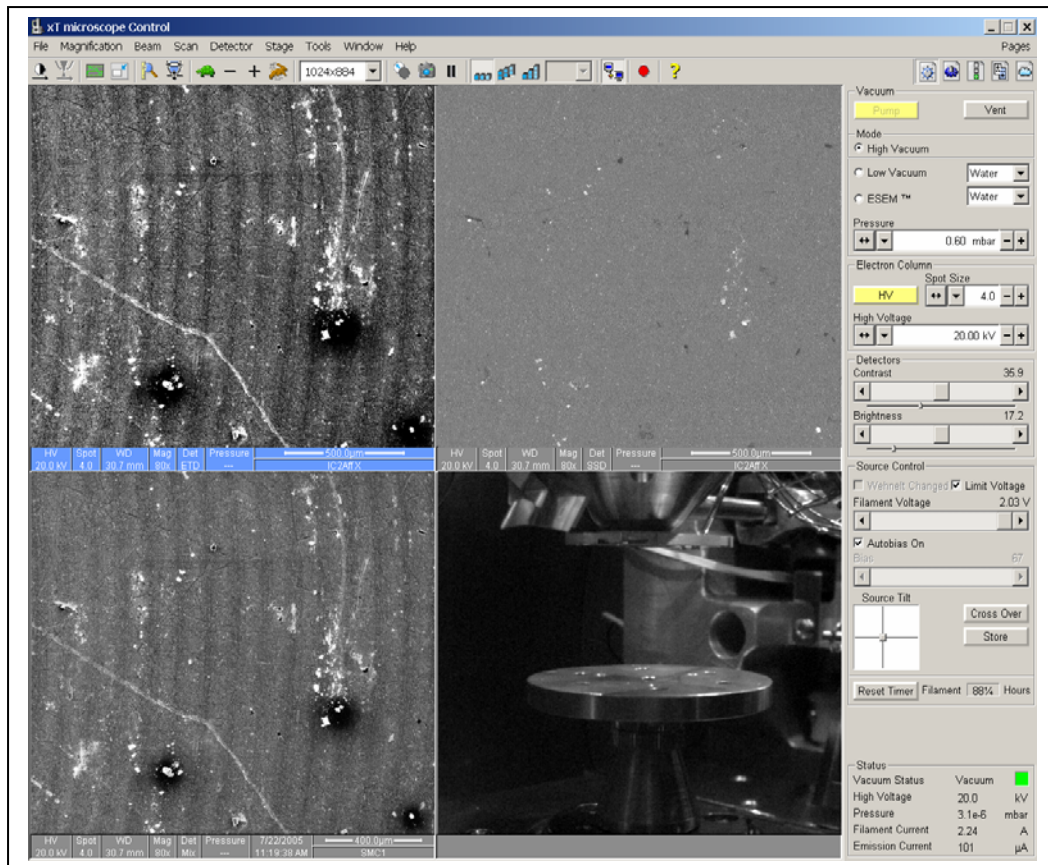 xT microscope Control
File Magnification Beam Scan Detector Stage Tools Window Help Pages
1024x884
Vacuum
Pump Vent
Mode
High Vacuum
Low Vacuum Water
ESEM ™ Water
Pressure
0.60 mbar
Electron Column
Spot Size
HV 4.0
High Voltage
20.00 kV
Detectors
Contrast 35.9
Brightness 17.2
Source Control
Wehnelt Changed Limit Voltage
Filament Voltage 2.03 V
Autobias On
Bias 67
Source Tilt
Cross Over
Store
Reset Timer Filament 88¼ Hours
Status
Vacuum Status Vacuum
High Voltage 20.0 kV
Pressure 3.1e-6 mbar
Filament Current 2.24 A
Emission Current 101 µA
HV Spot WD Mag Det Pressure 500.0µm
20.0 kV 4.0 30.7 mm 80x ETD --- IC2AffX
HV Spot WD Mag Det Pressure 500.0µm
20.0 kV 4.0 30.7 mm 80x SSD --- IC2AffX
HV Spot WD Mag Det Pressure 7/22/2005 400.0µm
20.0 kV 4.0 30.7 mm 80x Mix --- 11:19:38 AM SMC1